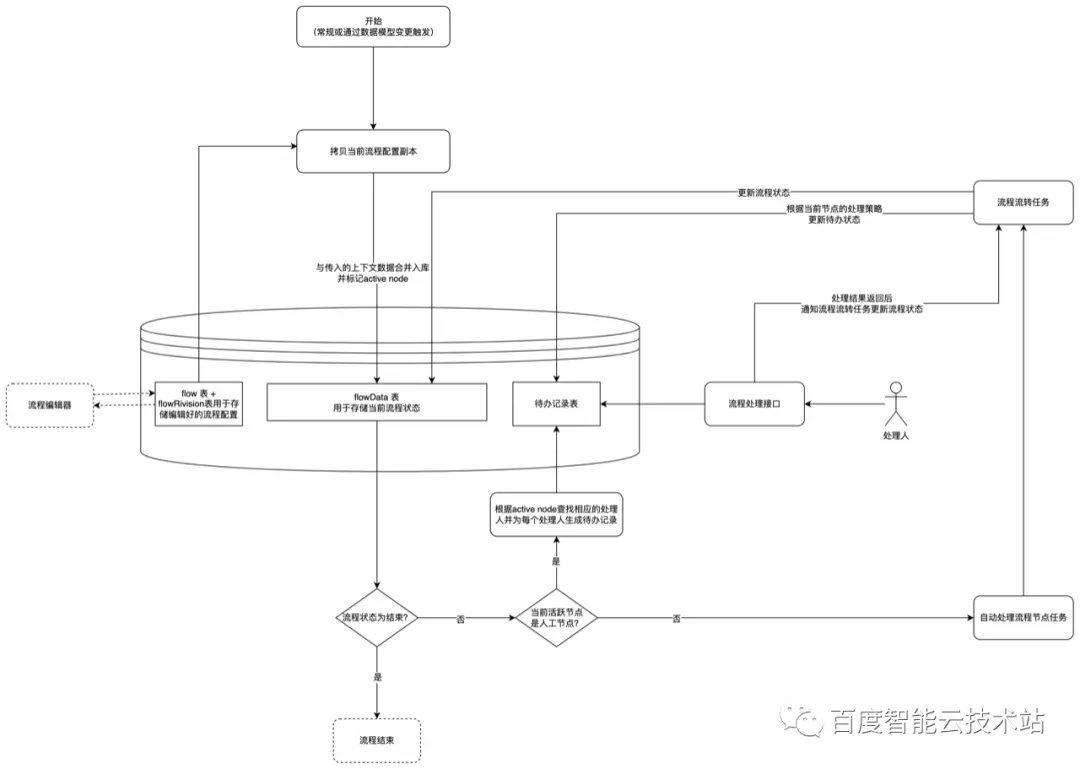 开始
(常规或通过数据模型变更触发)
拷贝当前流程配置副本
更新流程状态
流程流转任务
根据当前节点的处理策略
更新待办状态
与传入的上下文数据合并入库
并标记active node
处理结果返回后
通知流程流转任务更新流程状态
流程编辑器
flow 表 +
flowRivision表用于存
储编辑好的流程配置
flowData 表
用于存储当前流程状态
待办记录表
流程处理接口
处理人
根据active node查找相应的处理
人并为每个处理人生成待办记录
是
流程状态为结束?
否
当前活跃节点
是人工节点?
否
自动处理流程节点任务
是
流程结束
百度智能云技术站